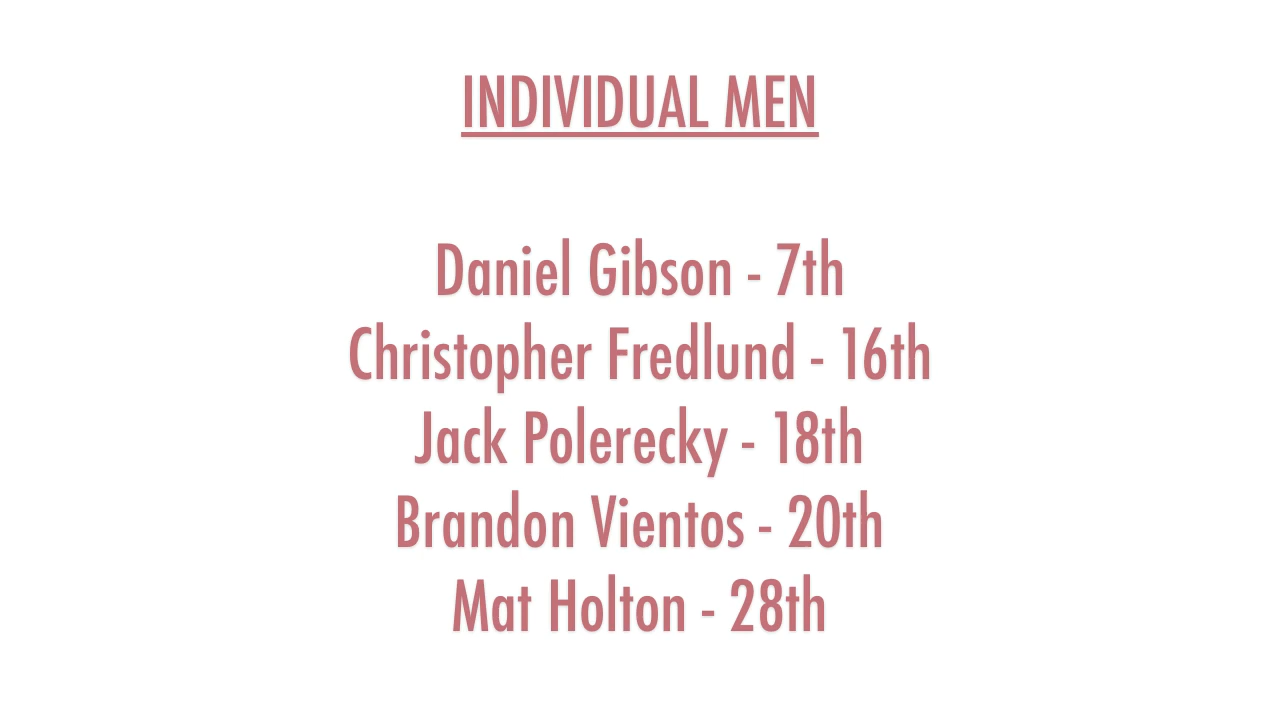 INDIVIDUAL MEN
Daniel Gibson - 7th
Christopher Fredlund - 16th
Jack Polerecky - 18th
Brandon Vientos - 20th
Mat Holton - 28th